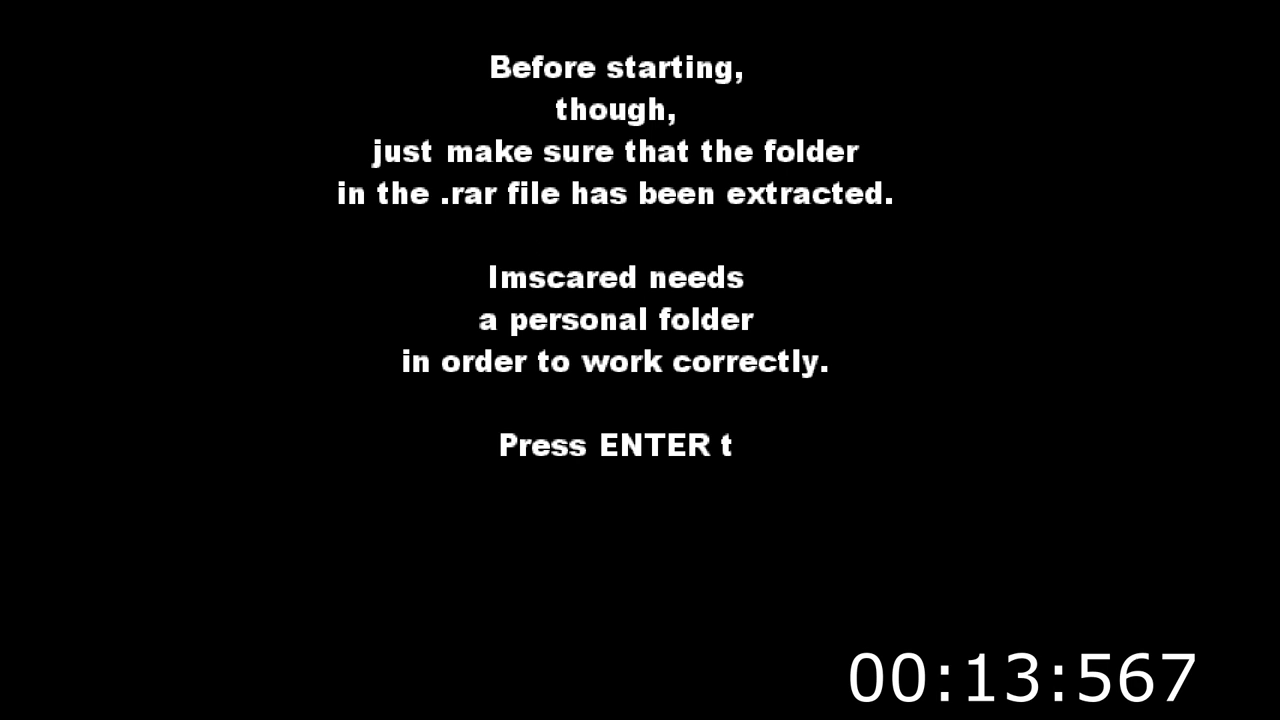 Before starting,
though,
just make sure that the folder
in the .rar file has been extracted.
Imscared needs
a personal folder
in order to work correctly.
Press ENTER t
00:13:567